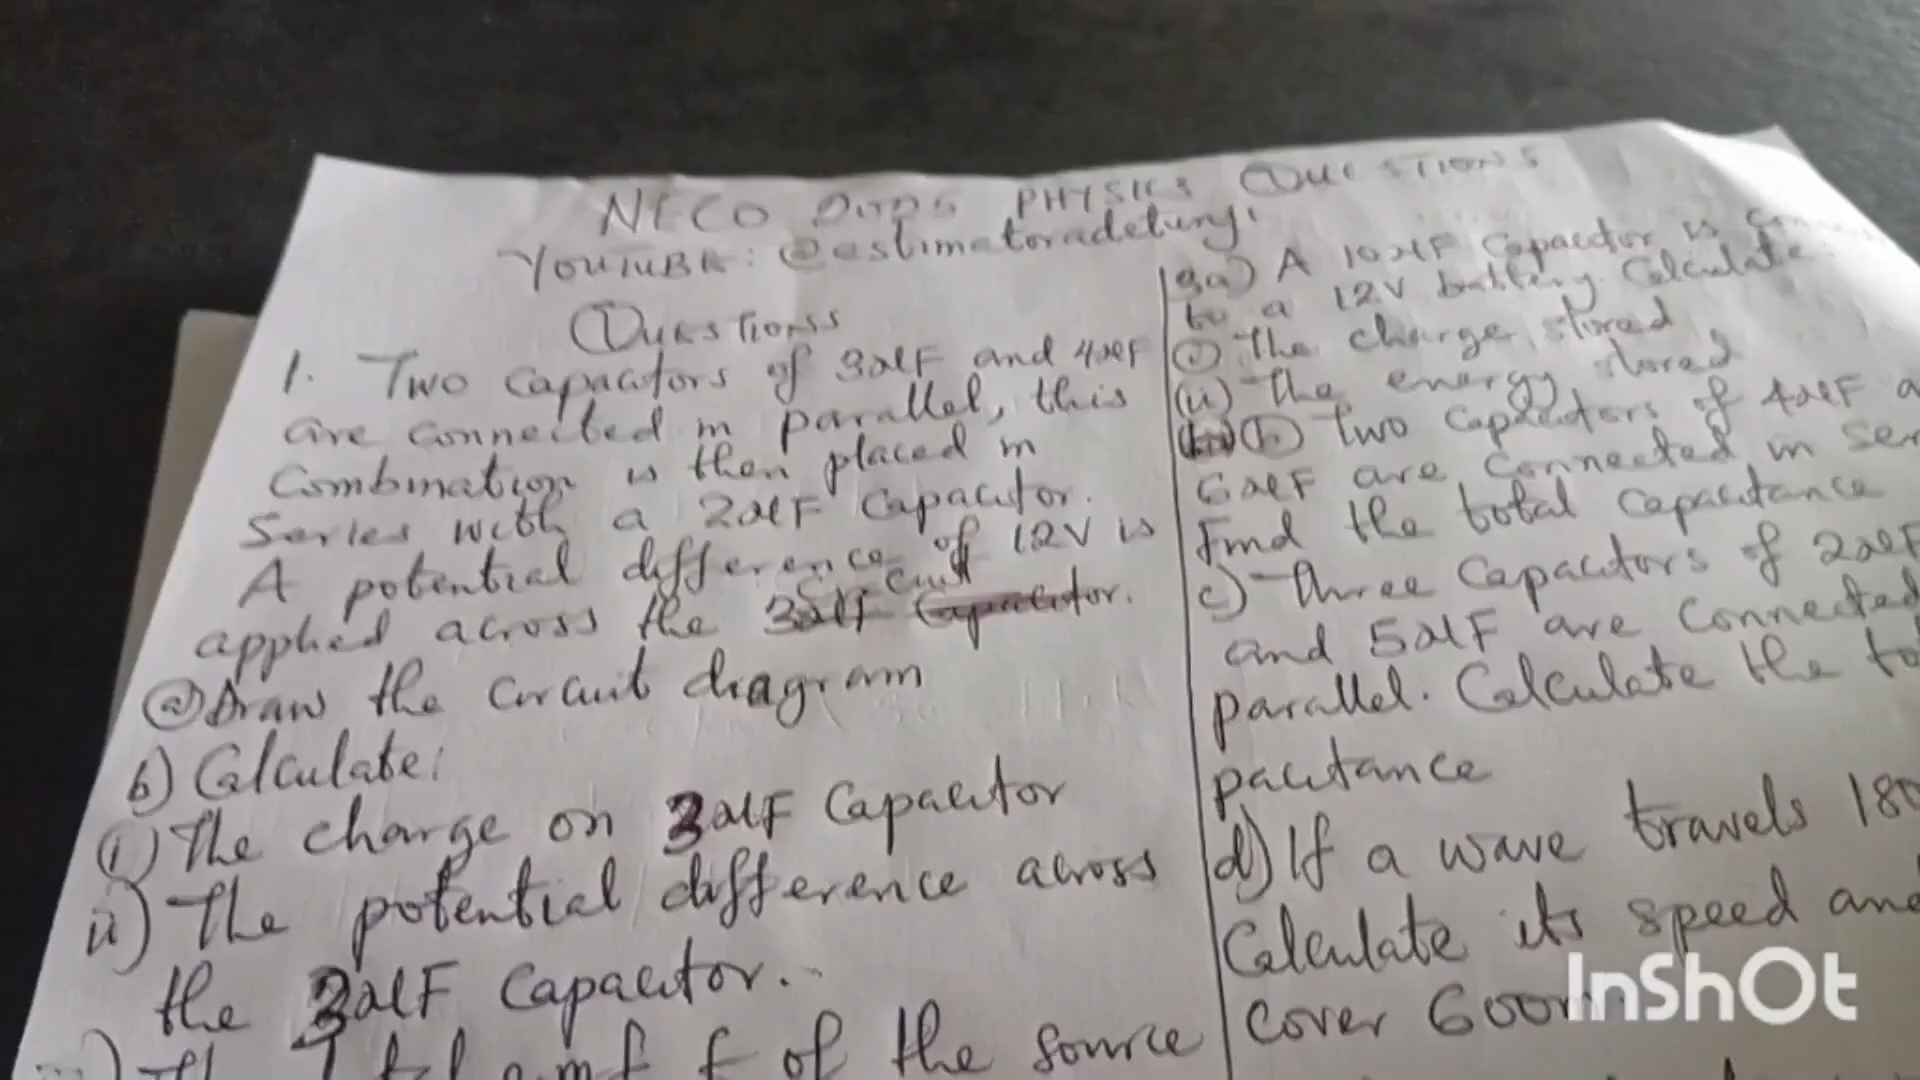 NECO 2025 PHYSICS QUESTIONS
YOUTUBE: @estimatoradetunji
QUESTIONSS
1. Two capacitors of 3μF and 4μF
are connected in parallel, this
Combination is then placed in
Series with a 2μF Capacitor.
A potential difference of 12V is
applied across the circuit
@ Draw the circuit diagram
b) Calculate:
(i) The charge on 3μF Capacitor
ii) The potential difference across
the 3μF Capacitor.
of the source
3a) A 10μF Capacitor is
to a 12V battery. Calculate:
(i) The charge stored
(ii) The energy stored
(b) Two Capacitors of 4μF a
6μF are connected in ser
Find the total Capacitance
c) Three Capacitors of 2μF
and 5μF are connected
parallel. Calculate the to
pacitance
d) If a wave travels 180
Calculate its speed and
cover 600m.
InShOt